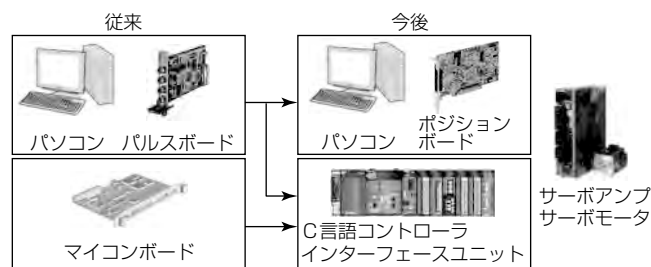 従来
今後
パソコン パルスボード
パソコン
ポジション
ボード
マイコンボード
C言語コントローラ
インターフェースユニット
サーボアンプ
サーボモータ